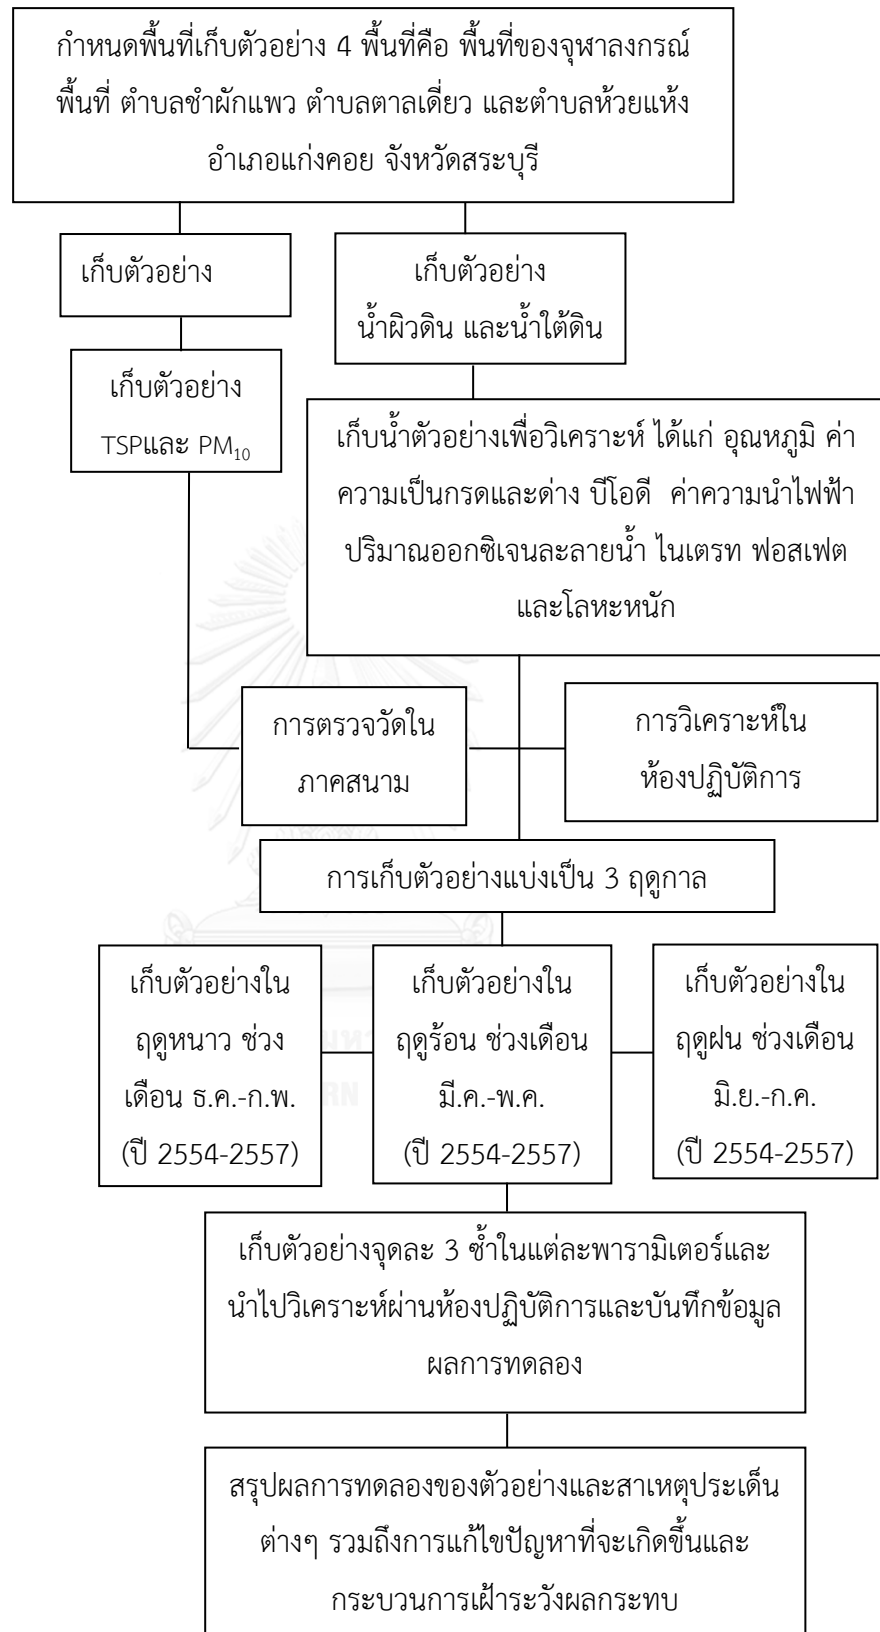 กำหนดพื้นที่เก็บตัวอย่าง 4 พื้นที่คือ พื้นที่ของจุฬาลงกรณ์
พื้นที่ ตำบลชำผักแพว ตำบลตาลเดี่ยว และตำบลห้วยแห้ง
อำเภอแก่งคอย จังหวัดสระบุรี
เก็บตัวอย่าง
เก็บตัวอย่าง
น้ำผิวดิน และน้ำใต้ดิน
เก็บตัวอย่าง
TSPและ PM₁₀
เก็บน้ำตัวอย่างเพื่อวิเคราะห์ ได้แก่ อุณหภูมิ ค่า
ความเป็นกรดและด่าง บีโอดี ค่าความนำไฟฟ้า
ปริมาณออกซิเจนละลายน้ำ ไนเตรท ฟอสเฟต
และโลหะหนัก
การตรวจวัดใน
ภาคสนาม
การวิเคราะห์ใน
ห้องปฏิบัติการ
การเก็บตัวอย่างแบ่งเป็น 3 ฤดูกาล
เก็บตัวอย่างใน
ฤดูหนาว ช่วง
เดือน ธ.ค.-ก.พ.
(ปี 2554-2557)
เก็บตัวอย่างใน
ฤดูร้อน ช่วงเดือน
มี.ค.-พ.ค.
(ปี 2554-2557)
เก็บตัวอย่างใน
ฤดูฝน ช่วงเดือน
มิ.ย.-ก.ค.
(ปี 2554-2557)
เก็บตัวอย่างจุดละ 3 ซ้ำในแต่ละพารามิเตอร์และ
นำไปวิเคราะห์ผ่านห้องปฏิบัติการและบันทึกข้อมูล
ผลการทดลอง
สรุปผลการทดลองของตัวอย่างและสาเหตุประเด็น
ต่างๆ รวมถึงการแก้ไขปัญหาที่จะเกิดขึ้นและ
กระบวนการเฝ้าระวังผลกระทบ